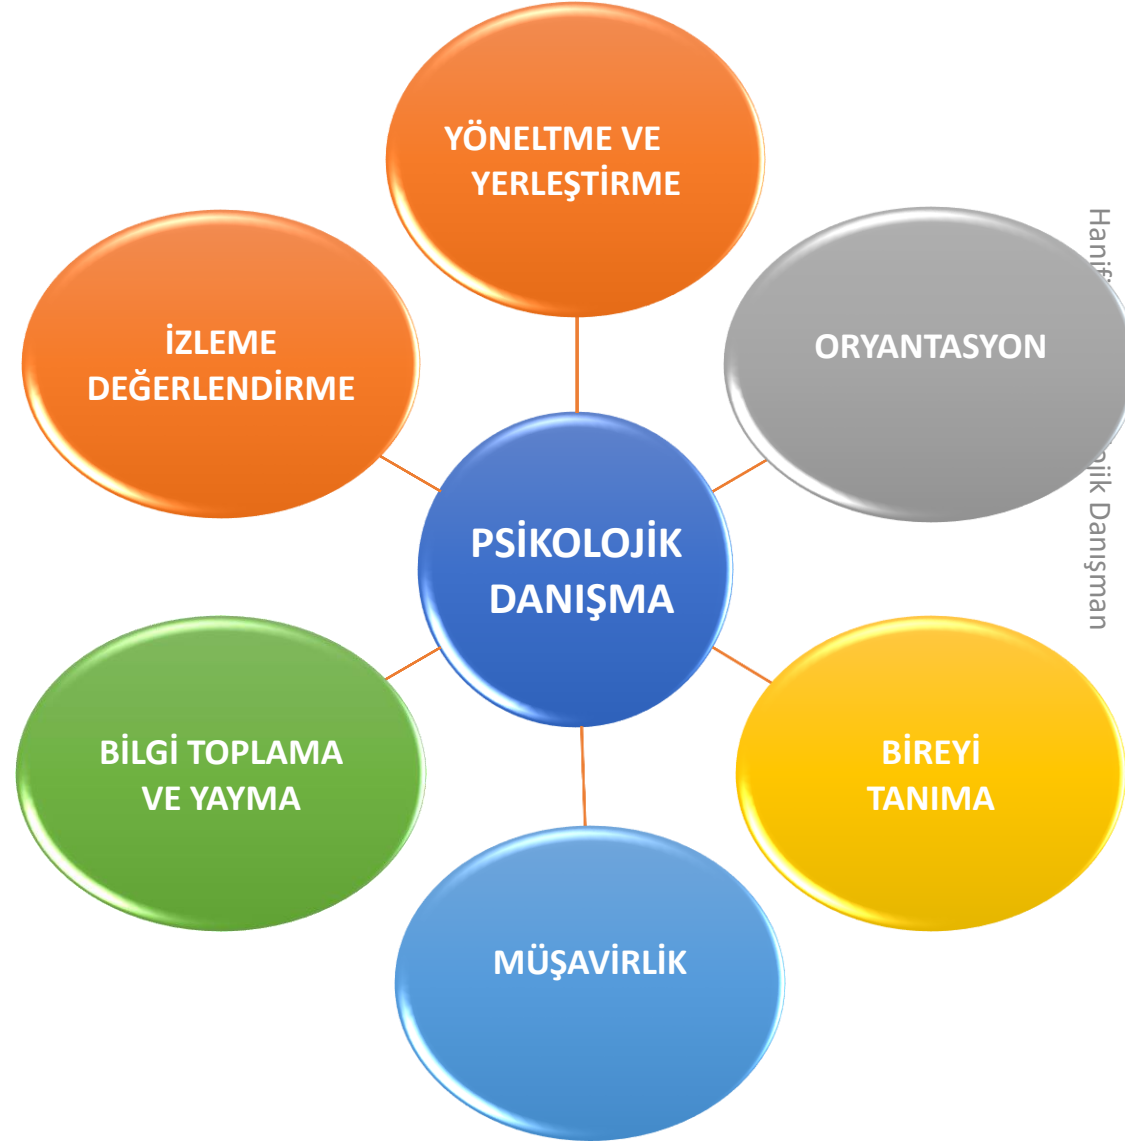 YÖNELTME VE
YERLEŞTİRME
İZLEME
DEĞERLENDİRME
ORYANTASYON
PSİKOLOJİK
DANIŞMA
BİLGİ TOPLAMA
VE YAYMA
BİREYİ
TANIMA
MÜŞAVİRLİK
Danışman